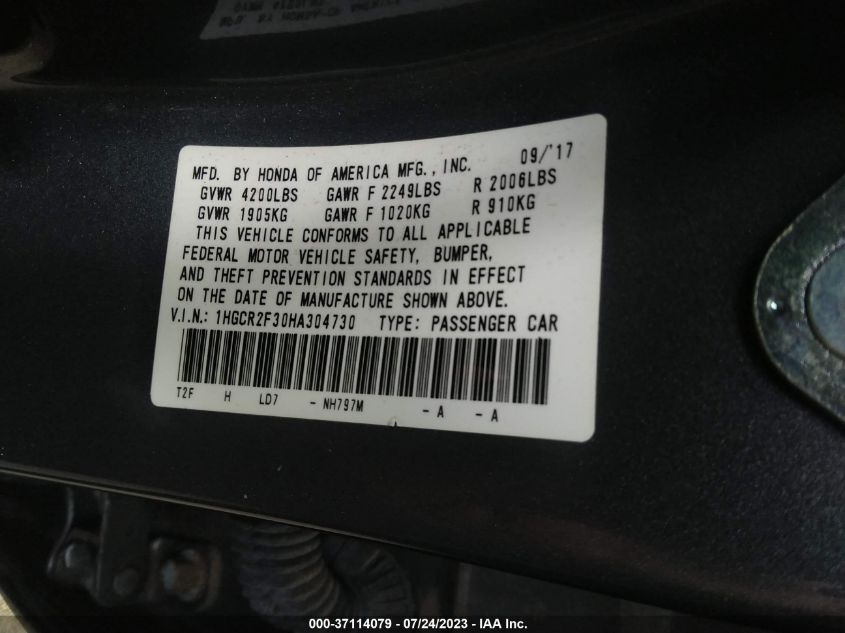 MFD. BY HONDA OF AMERICA MFG., INC. 09/'17
GVWR 4200LBS GAWR F 2249LBS R 2006LBS
GVWR 1905KG GAWR F 1020KG R 910KG
THIS VEHICLE CONFORMS TO ALL APPLICABLE
FEDERAL MOTOR VEHICLE SAFETY, BUMPER,
AND THEFT PREVENTION STANDARDS IN EFFECT
ON THE DATE OF MANUFACTURE SHOWN ABOVE.
V.I.N.: 1HGCR2F30HA304730 TYPE: PASSENGER CAR
T2F H LD7 - NH797M - A - A
000-37114079 - 07/24/2023 - IAA Inc.